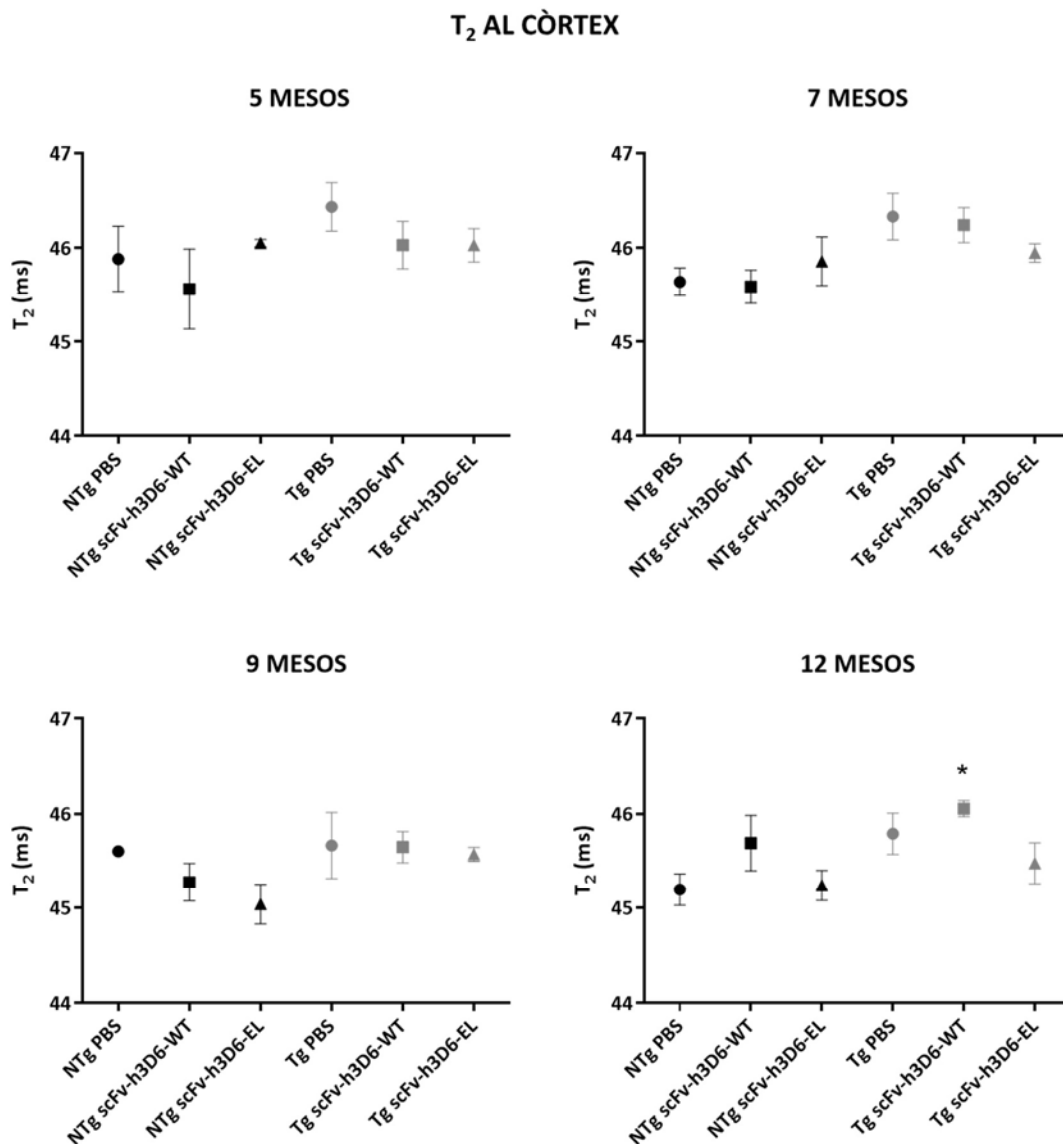 T₂ AL CÒRTEX
5 MESOS
47
46
45
44
T₂ (ms)
NTg PBS
NTg scFv-h3D6-WT
NTg scFv-h3D6-EL
Tg PBS
Tg scFv-h3D6-WT
Tg scFv-h3D6-EL
7 MESOS
47
46
45
44
T₂ (ms)
NTg PBS
NTg scFv-h3D6-WT
NTg scFv-h3D6-EL
Tg PBS
Tg scFv-h3D6-WT
Tg scFv-h3D6-EL
9 MESOS
47
46
45
44
T₂ (ms)
NTg PBS
NTg scFv-h3D6-WT
NTg scFv-h3D6-EL
Tg PBS
Tg scFv-h3D6-WT
Tg scFv-h3D6-EL
12 MESOS
47
46
45
44
T₂ (ms)
*
NTg PBS
NTg scFv-h3D6-WT
NTg scFv-h3D6-EL
Tg PBS
Tg scFv-h3D6-WT
Tg scFv-h3D6-EL